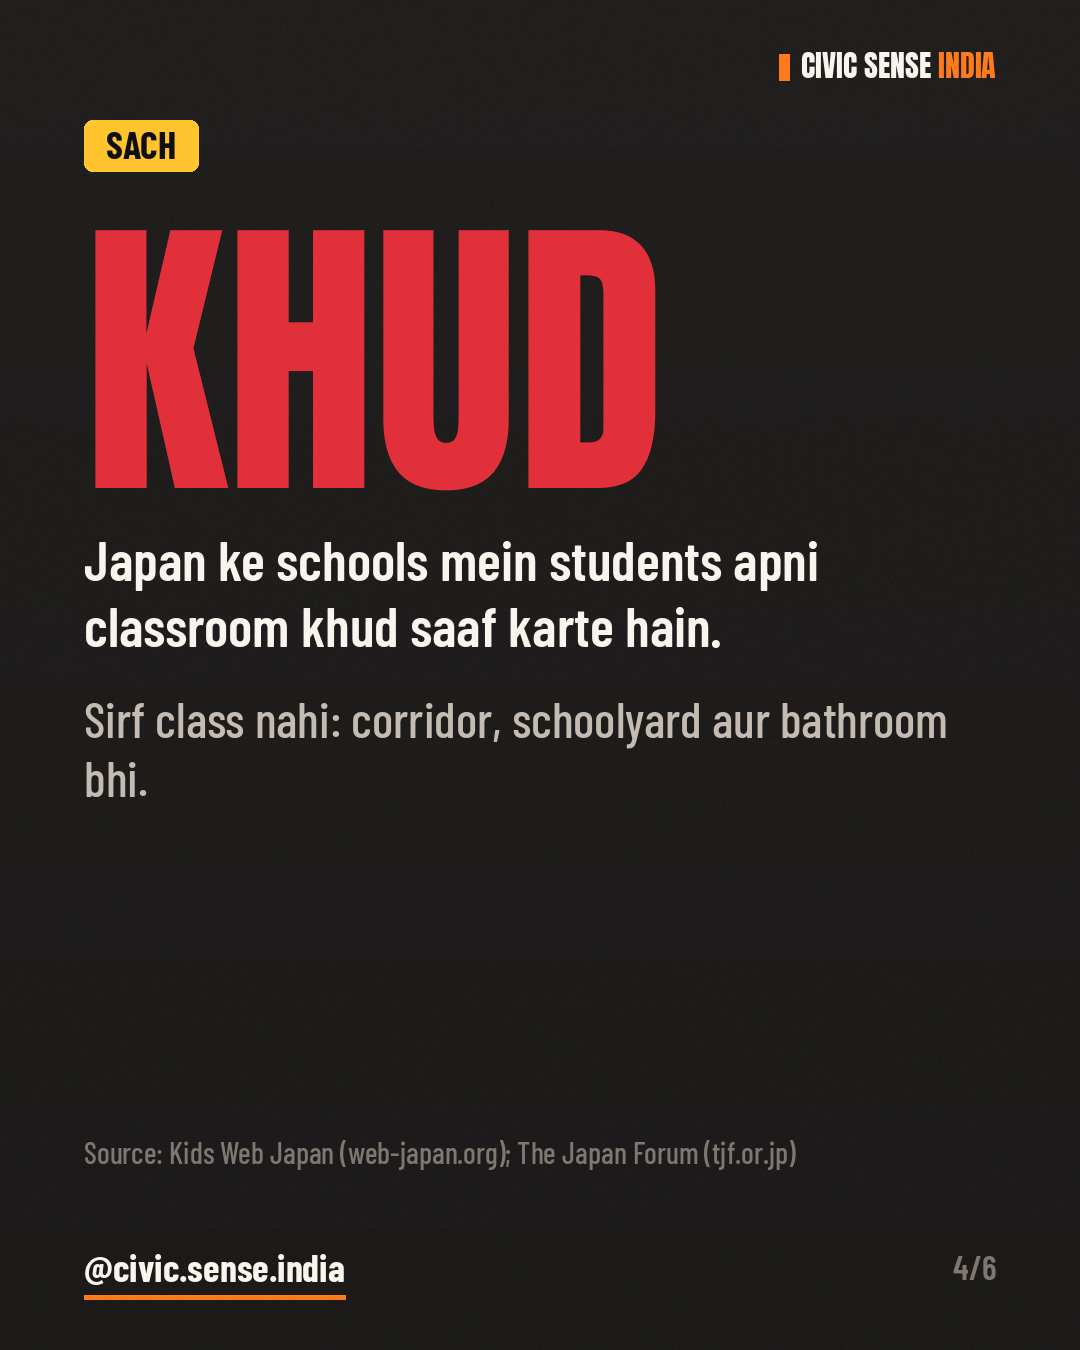 CIVIC SENSE INDIA
SACH
KHUD
Japan ke schools mein students apni
classroom khud saaf karte hain.
Sirf class nahi: corridor, schoolyard aur bathroom
bhi.
Source: Kids Web Japan (web-japan.org); The Japan Forum (tjf.or.jp)
@civic.sense.india
4/6